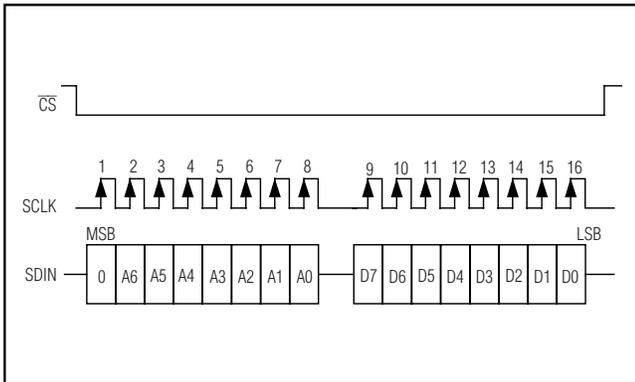 C̅S̅
1 2 3 4 5 6 7 8 9 10 11 12 13 14 15 16
SCLK
MSB LSB
SDIN 0 A6 A5 A4 A3 A2 A1 A0 D7 D6 D5 D4 D3 D2 D1 D0